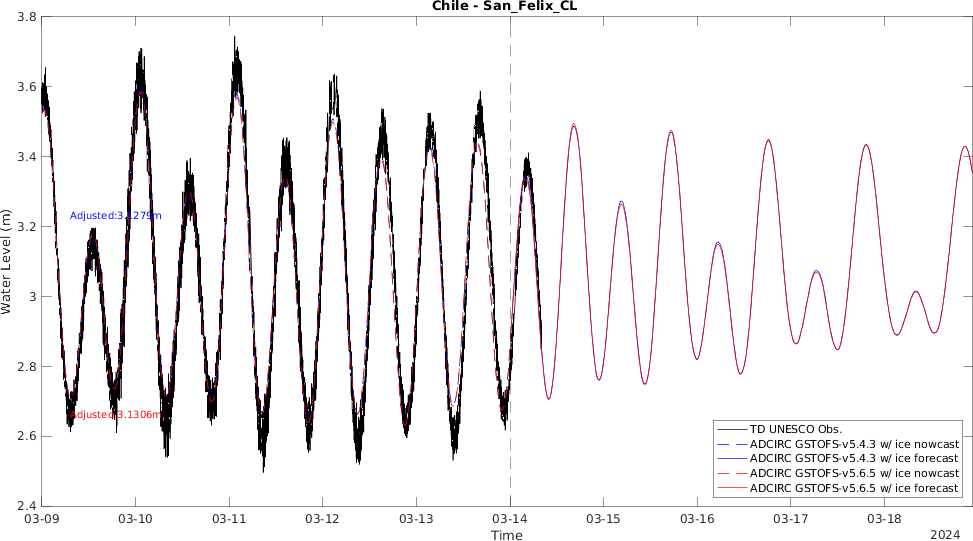 Chile - San_Felix_CL
Water Level (m)
3.8
3.6
3.4
3.2
3
2.8
2.6
2.4
Adjusted:3.1279m
Adjusted:3.1306m
TD UNESCO Obs.
ADCIRC GSTOFS-v5.4.3 w/ ice nowcast
ADCIRC GSTOFS-v5.4.3 w/ ice forecast
ADCIRC GSTOFS-v5.6.5 w/ ice nowcast
ADCIRC GSTOFS-v5.6.5 w/ ice forecast
03-09 03-10 03-11 03-12 03-13 03-14 03-15 03-16 03-17 03-18
Time
2024